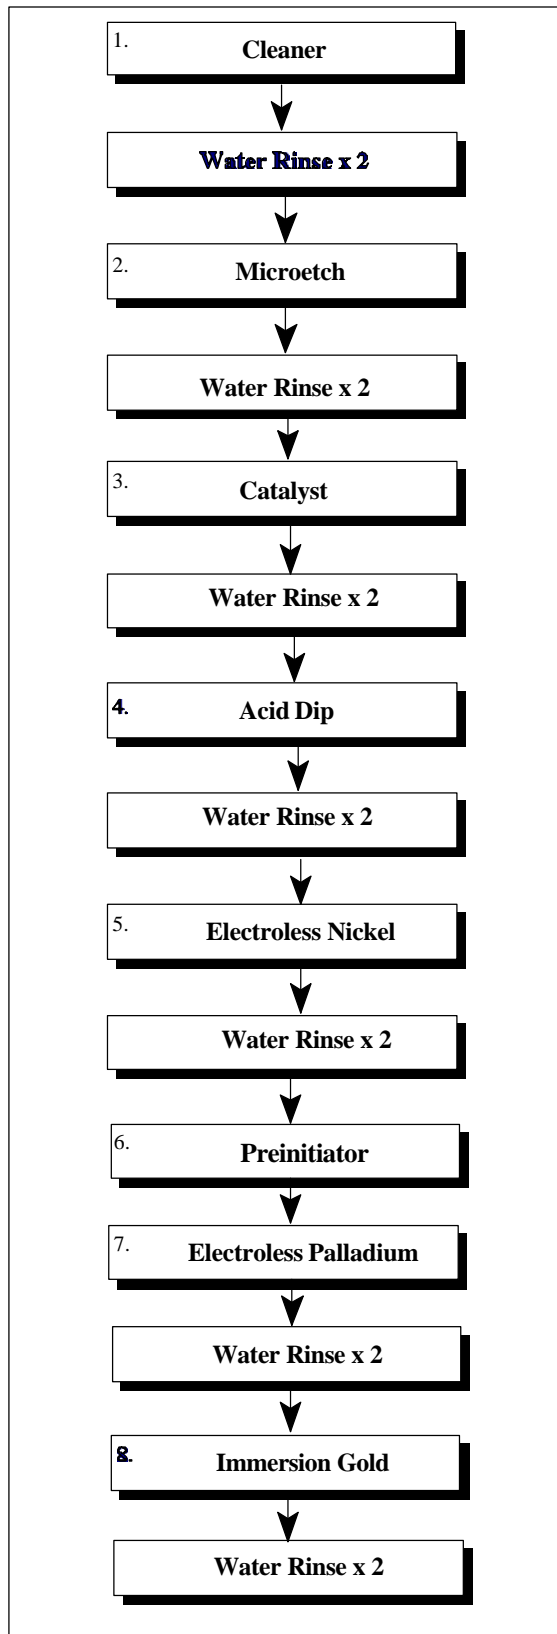 1. Cleaner
Water Rinse x 2
2. Microetch
Water Rinse x 2
3. Catalyst
Water Rinse x 2
4. Acid Dip
Water Rinse x 2
5. Electroless Nickel
Water Rinse x 2
6. Preinitiator
7. Electroless Palladium
Water Rinse x 2
8. Immersion Gold
Water Rinse x 2